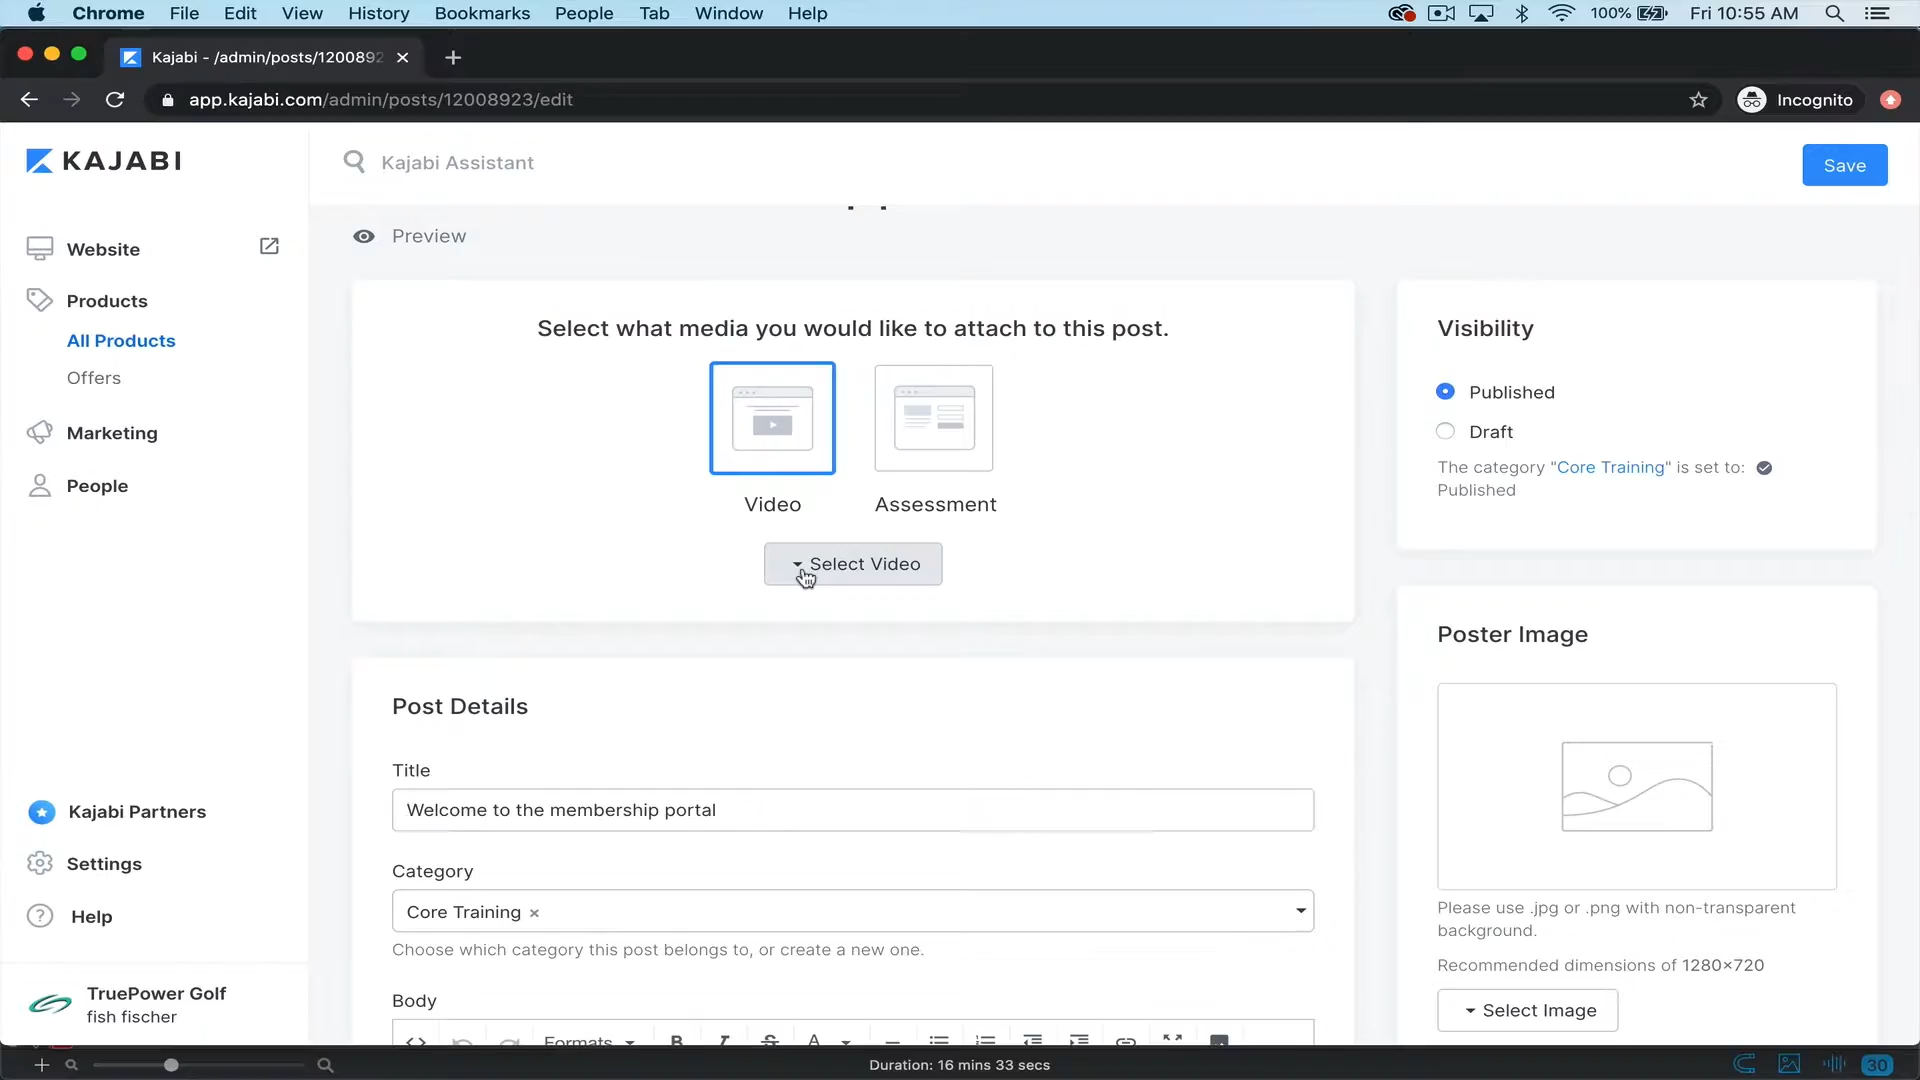 Chrome File Edit View History Bookmarks People Tab Window Help 100% Fri 10:55 AM
Kajabi - /admin/posts/1200892
app.kajabi.com/admin/posts/12008923/edit Incognito
KAJABI
Kajabi Assistant
Save
Website
Products
All Products
Offers
Marketing
People
Kajabi Partners
Settings
Help
TruePower Golf
fish fischer
Preview
Select what media you would like to attach to this post.
Video Assessment
Select Video
Post Details
Title
Welcome to the membership portal
Category
Core Training ×
Choose which category this post belongs to, or create a new one.
Body
Formats B I S A
Visibility
Published
Draft
The category "Core Training" is set to:
Published
Poster Image
Please use .jpg or .png with non-transparent
background.
Recommended dimensions of 1280×720
Select Image
Duration: 16 mins 33 secs
30